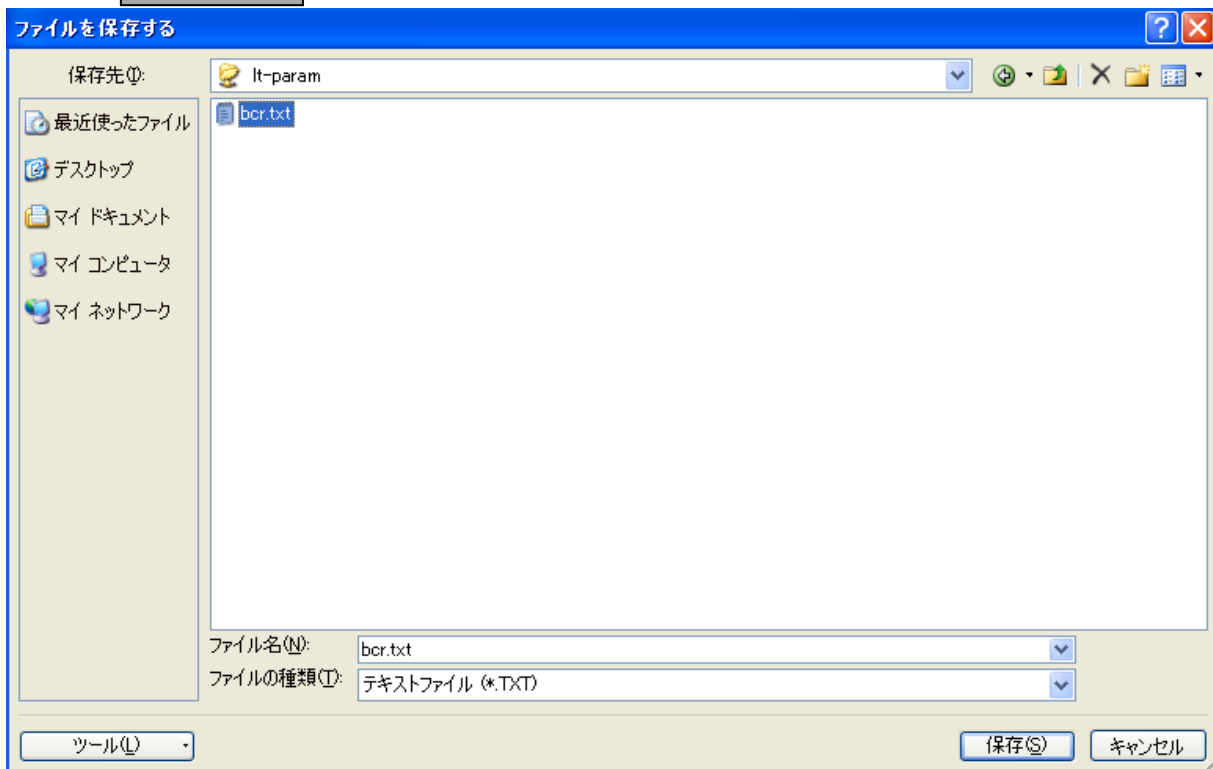 ファイルを保存する
保存先(I):
lt-param
最近使ったファイル
デスクトップ
マイ ドキュメント
マイ コンピュータ
マイ ネットワーク
bcr.txt
ファイル名(N):
bcr.txt
ファイルの種類(T):
テキストファイル (*.TXT)
ツール(L)
保存(S)
キャンセル